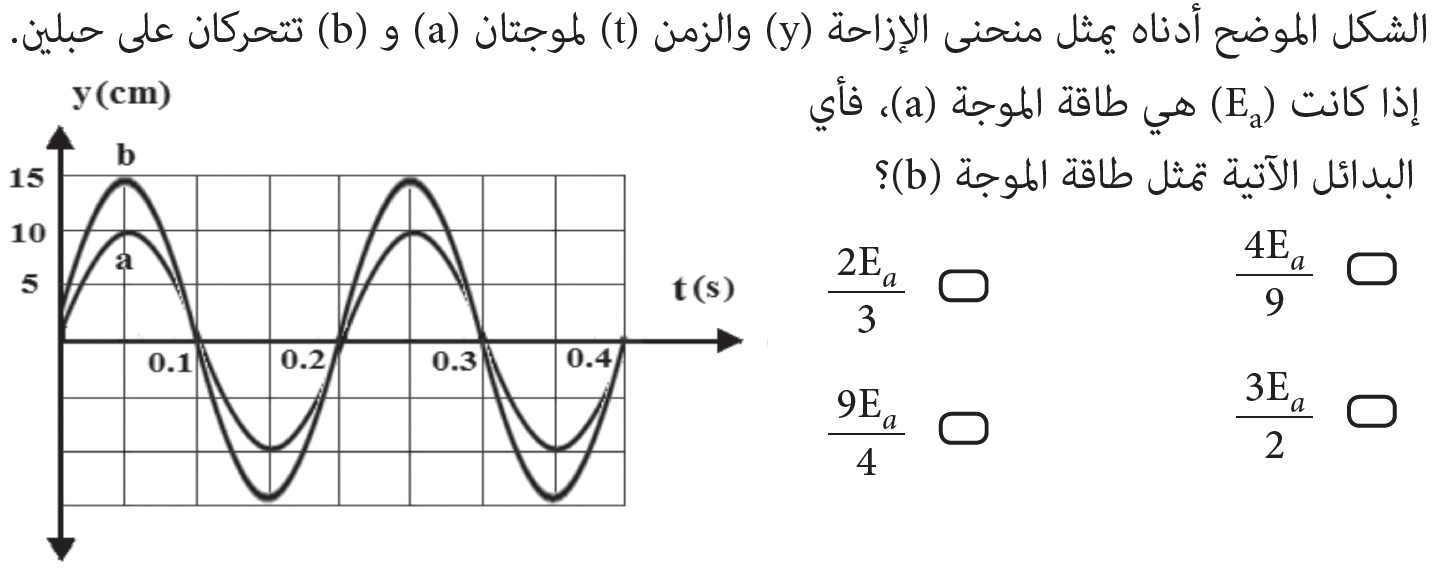 الشكل الموضح أدناه يمثل منحنى الإزاحة (y) والزمن (t) لموجتان (a) و (b) تتحركان على حبلين.
إذا كانت (Eₐ) هي طاقة الموجة (a)، فأي
البدائل الآتية تمثل طاقة الموجة (b)؟
4Eₐ/9
2Eₐ/3
3Eₐ/2
9Eₐ/4
y(cm)
b
15
10
a
5
t(s)
0.1 0.2 0.3 0.4